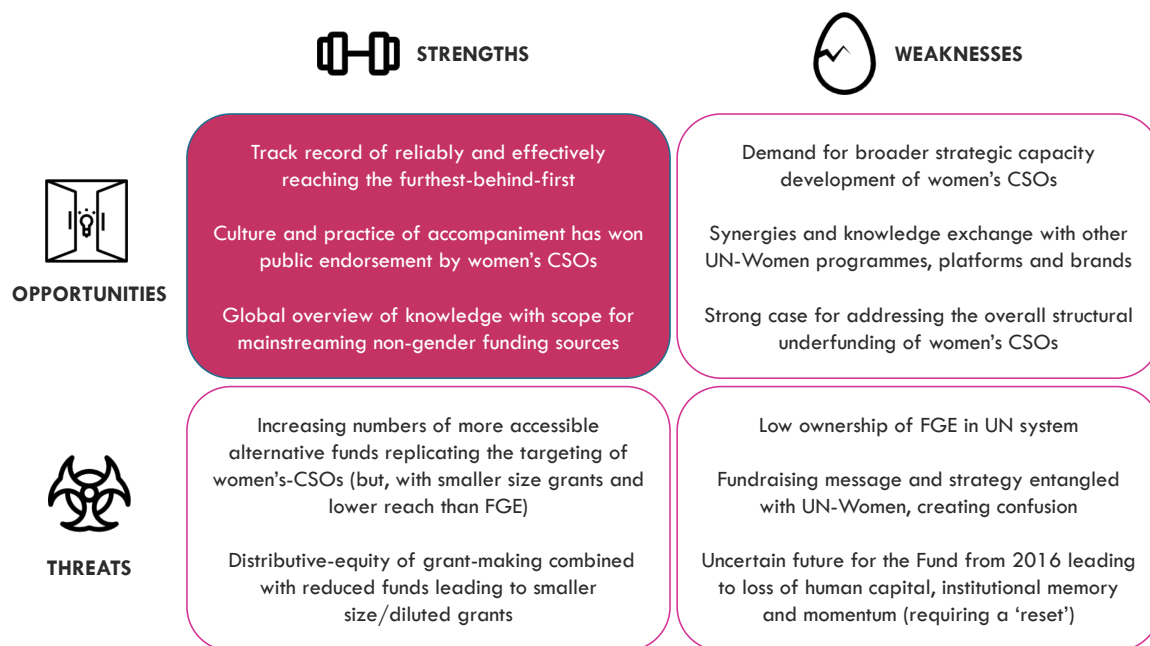 STRENGTHS
WEAKNESSES
OPPORTUNITIES
Track record of reliably and effectively
reaching the furthest-behind-first
Culture and practice of accompaniment has won
public endorsement by women's CSOs
Global overview of knowledge with scope for
mainstreaming non-gender funding sources
Demand for broader strategic capacity
development of women's CSOs
Synergies and knowledge exchange with other
UN-Women programmes, platforms and brands
Strong case for addressing the overall structural
underfunding of women's CSOs
THREATS
Increasing numbers of more accessible
alternative funds replicating the targeting of
women's-CSOs (but, with smaller size grants and
lower reach than FGE)
Distributive-equity of grant-making combined
with reduced funds leading to smaller
size/diluted grants
Low ownership of FGE in UN system
Fundraising message and strategy entangled
with UN-Women, creating confusion
Uncertain future for the Fund from 2016 leading
to loss of human capital, institutional memory
and momentum (requiring a 'reset')